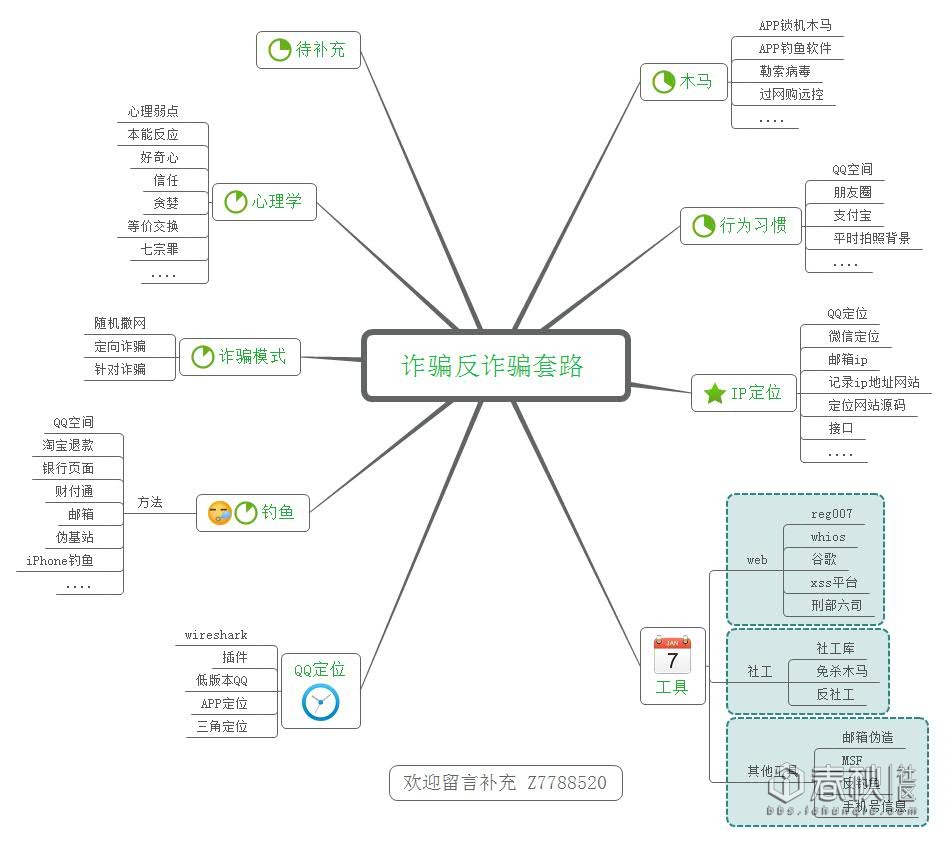 诈骗反诈骗套路
待补充
心理学
心理弱点
本能反应
好奇心
信任
贪婪
等价交换
七宗罪
....
诈骗模式
随机撒网
定向诈骗
针对诈骗
钓鱼
方法
QQ空间
淘宝退款
银行页面
财付通
邮箱
伪基站
iPhone钓鱼
....
QQ定位
wireshark
插件
低版本QQ
APP定位
三角定位
木马
APP锁机木马
APP钓鱼软件
勒索病毒
过网购远控
....
行为习惯
QQ空间
朋友圈
支付宝
平时拍照背景
....
IP定位
QQ定位
微信定位
邮箱ip
记录ip地址网站
定位网站源码
接口
....
JAN
7
工具
web
reg007
whios
谷歌
xss平台
刑部六司
社工
社工库
免杀木马
反社工
其他工具
邮箱伪造
MSF
反钓鱼
手机号信息
欢迎留言补充 Z7788520
春秋社区
bbs.ichunqiu.com